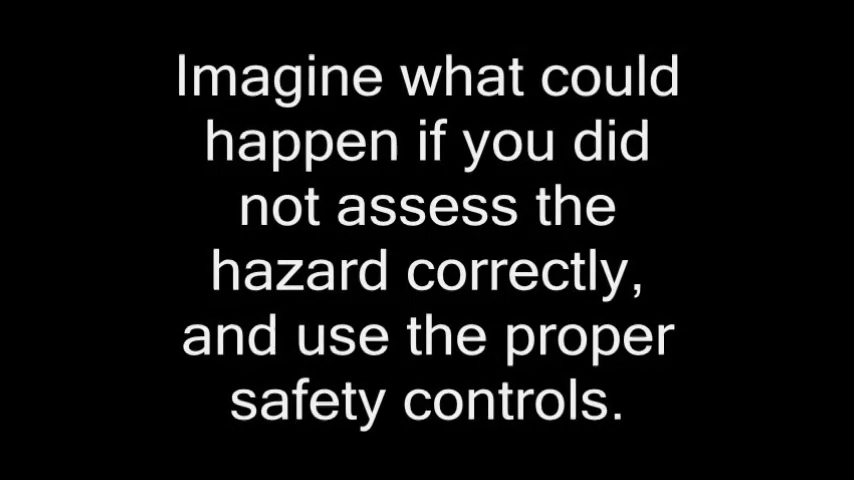 Imagine what could
happen if you did
not assess the
hazard correctly,
and use the proper
safety controls.